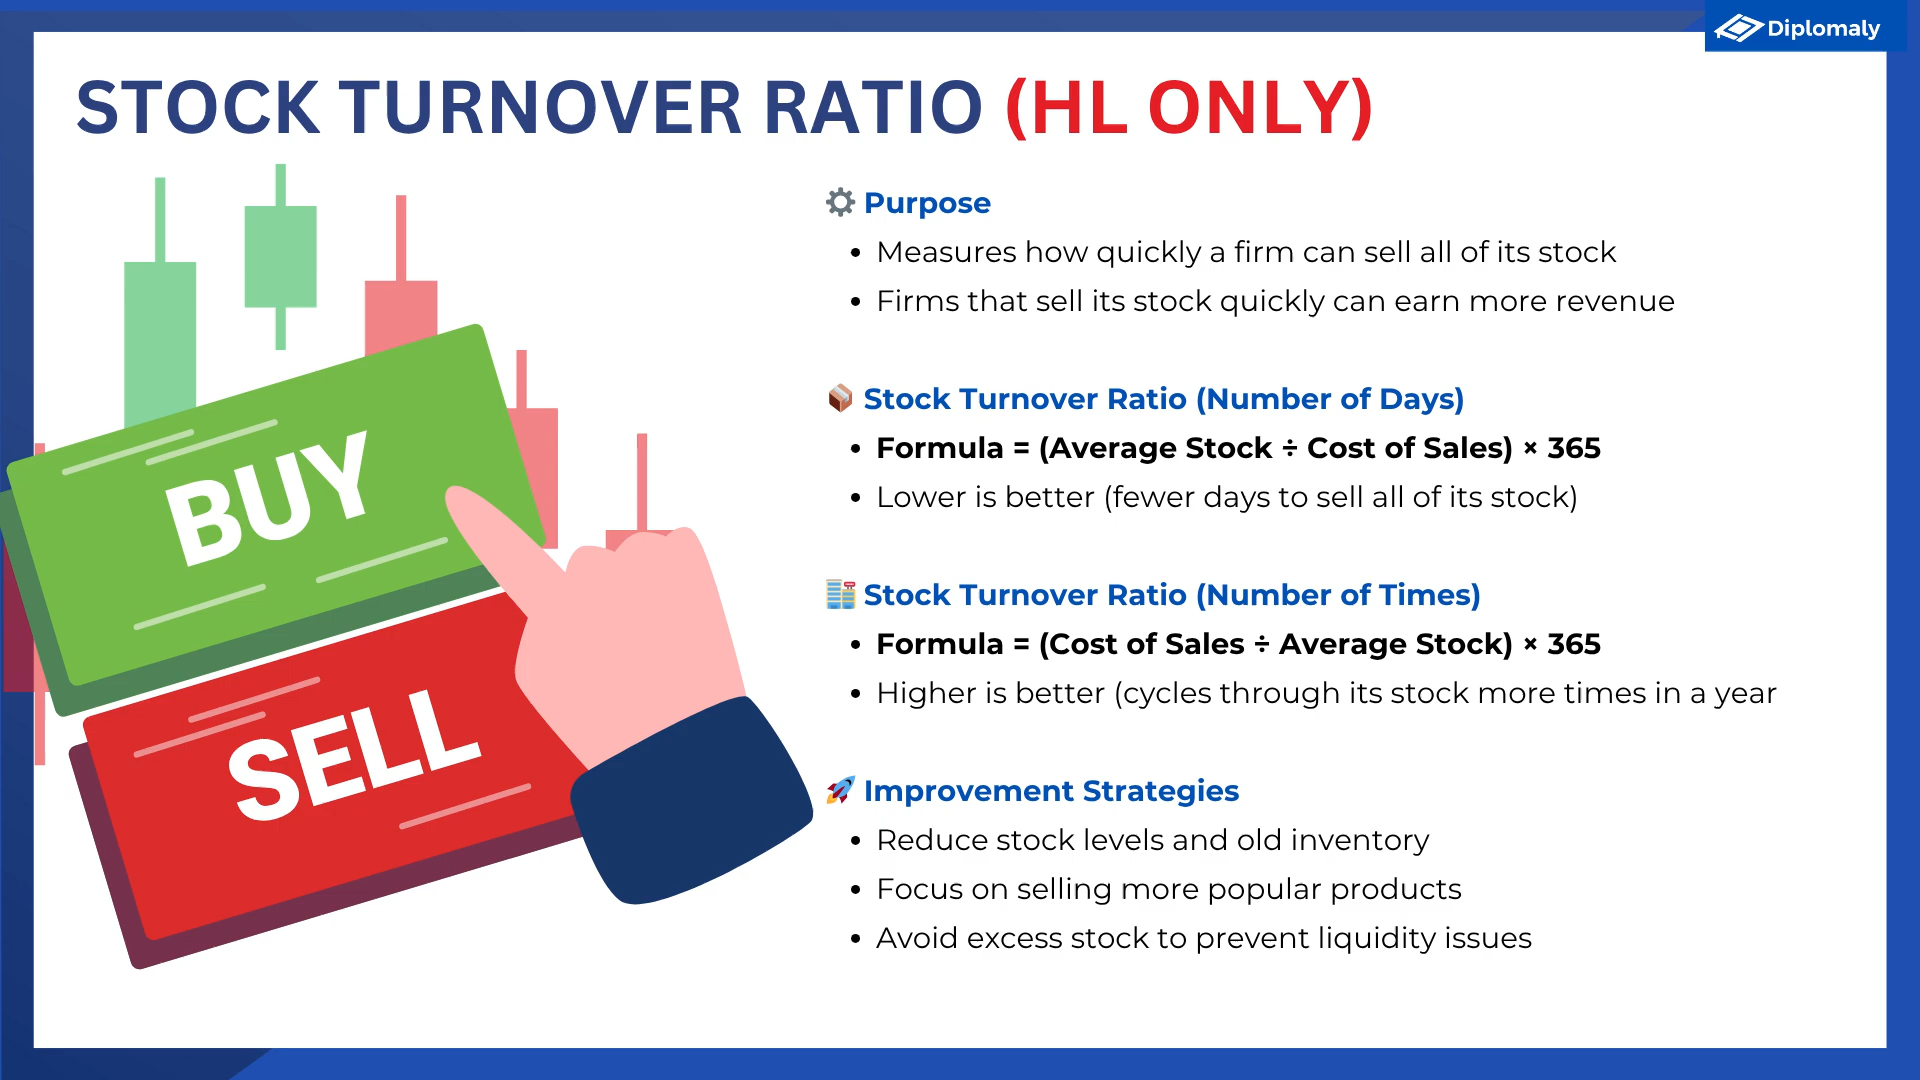 Diplomaly
STOCK TURNOVER RATIO (HL ONLY)
⚙️ Purpose
• Measures how quickly a firm can sell all of its stock
• Firms that sell its stock quickly can earn more revenue
📦 Stock Turnover Ratio (Number of Days)
• Formula = (Average Stock ÷ Cost of Sales) × 365
• Lower is better (fewer days to sell all of its stock)
🏪 Stock Turnover Ratio (Number of Times)
• Formula = (Cost of Sales ÷ Average Stock) × 365
• Higher is better (cycles through its stock more times in a year
🚀 Improvement Strategies
• Reduce stock levels and old inventory
• Focus on selling more popular products
• Avoid excess stock to prevent liquidity issues
BUY
SELL